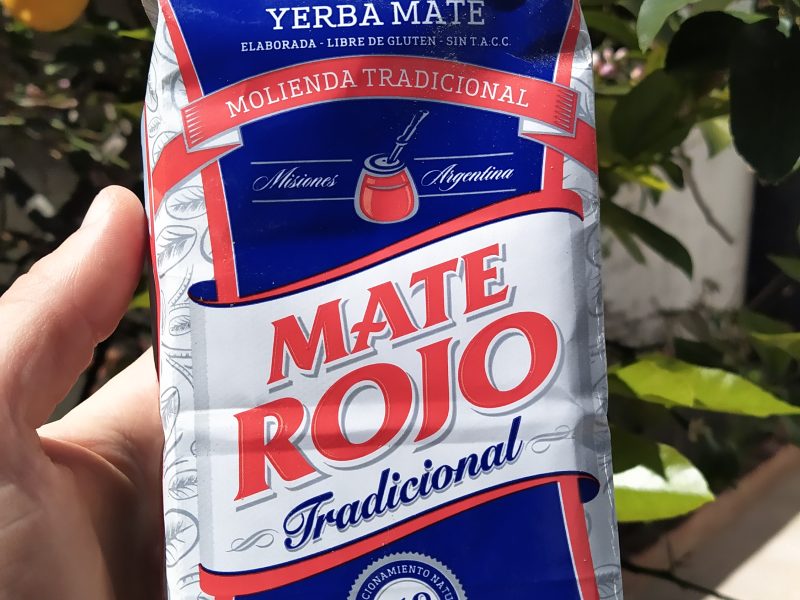 YERBA MATE
ELABORADA - LIBRE DE GLUTEN - SIN T.A.C.C.
MOLIENDA TRADICIONAL
Misiones Argentina
MATE
ROJO
Tradicional